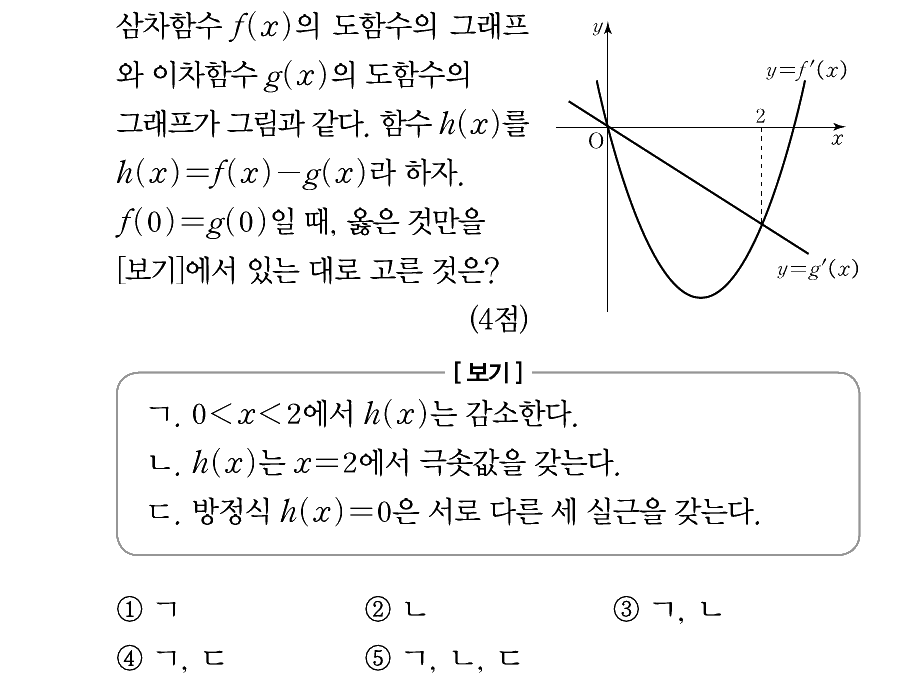 삼차함수 f(x)의 도함수의 그래프
와 이차함수 g(x)의 도함수의
그래프가 그림과 같다. 함수 h(x)를
h(x)=f(x)-g(x)라 하자.
f(0)=g(0)일 때, 옳은 것만을
[보기]에서 있는 대로 고른 것은?
(4점)
y
y=f′(x)
2
O
x
y=g′(x)
[보기]
ㄱ. 0<x<2에서 h(x)는 감소한다.
ㄴ. h(x)는 x=2에서 극솟값을 갖는다.
ㄷ. 방정식 h(x)=0은 서로 다른 세 실근을 갖는다.
① ㄱ ② ㄴ ③ ㄱ, ㄴ
④ ㄱ, ㄷ ⑤ ㄱ, ㄴ, ㄷ